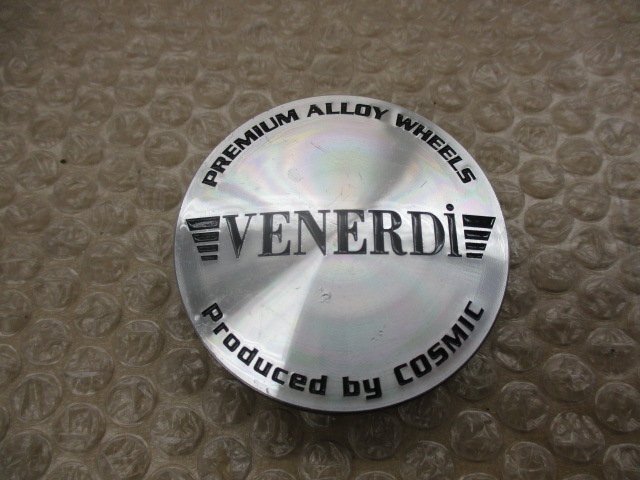 PREMIUM ALLOY WHEELS
VENERDi
Produced by COSMIC